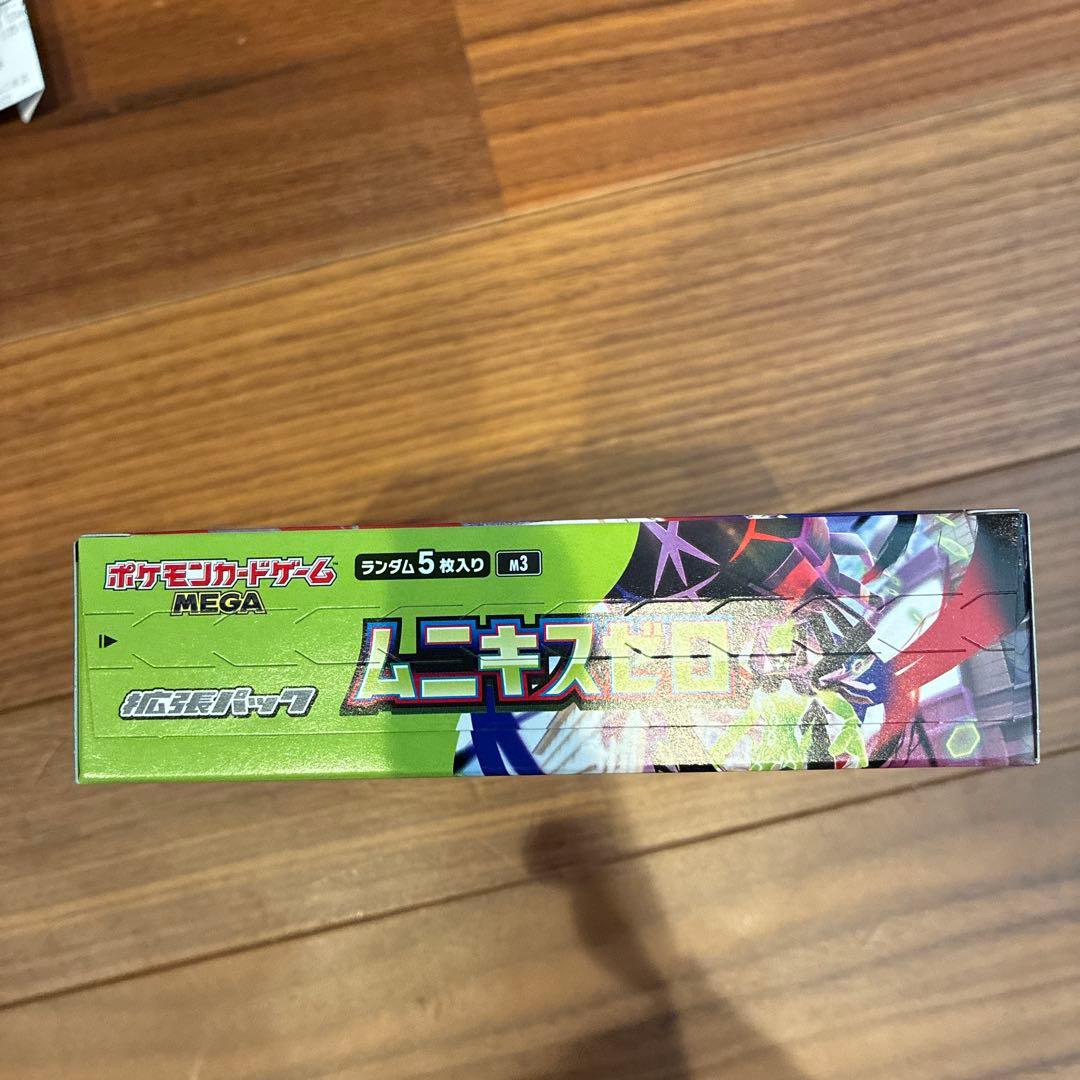 ポケモンカードゲーム
MEGA
ランダム5枚入り
M3
ムニキスゼロ
拡張パック